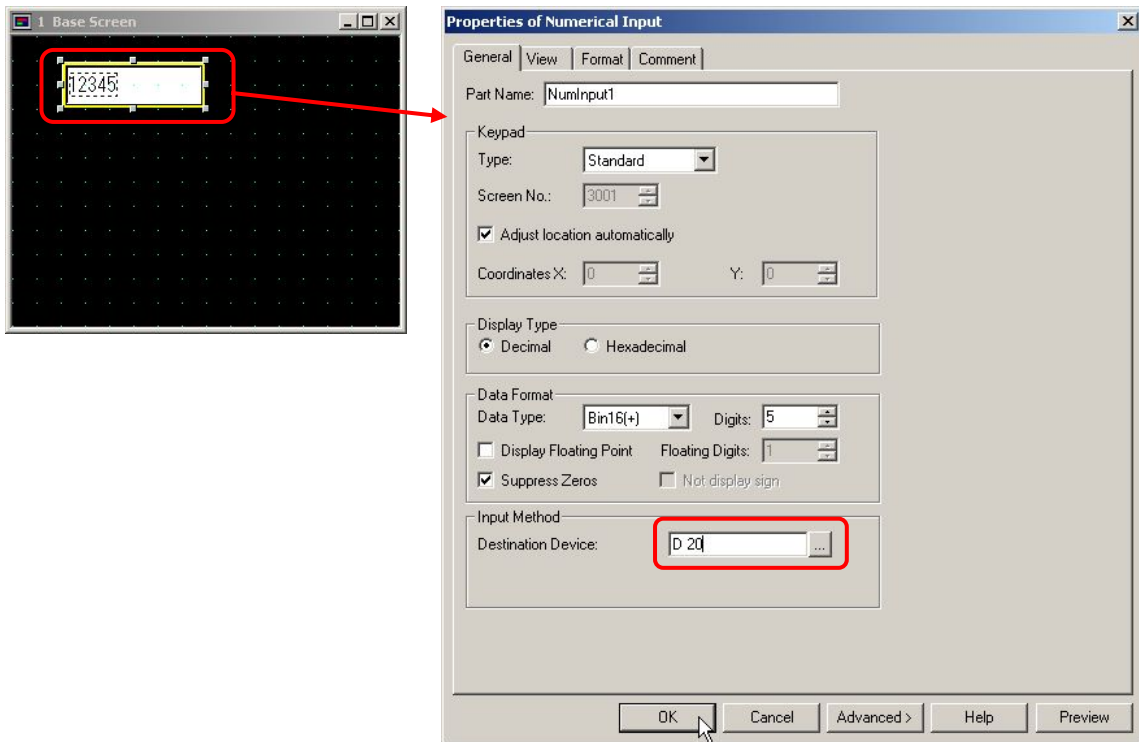 1 Base Screen
12345
Properties of Numerical Input
General View Format Comment
Part Name: NumInput1
Keypad
Type: Standard
Screen No.: 3001
Adjust location automatically
Coordinates X: 0 Y: 0
Display Type
Decimal Hexadecimal
Data Format
Data Type: Bin16(+) Digits: 5
Display Floating Point Floating Digits: 1
Suppress Zeros Not display sign
Input Method
Destination Device: D 20 ...
OK Cancel Advanced > Help Preview